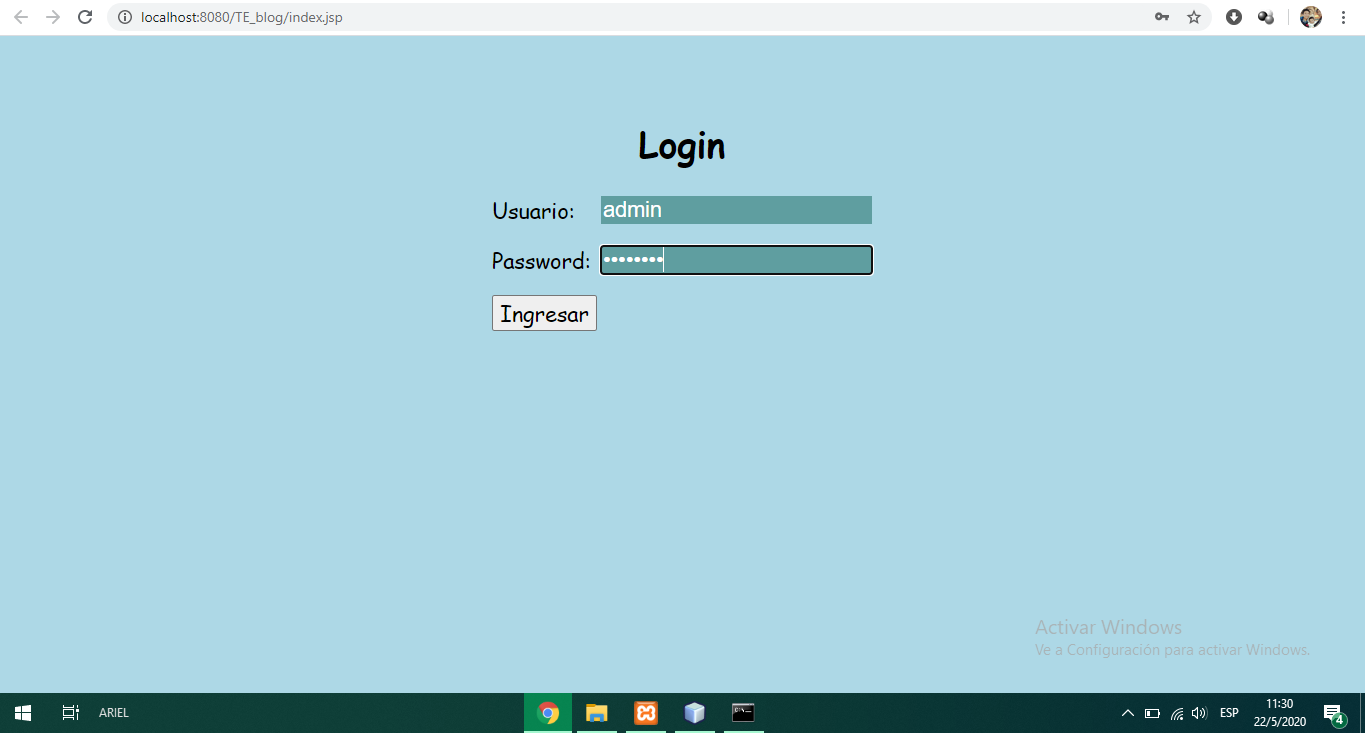 localhost:8080/TE_blog/index.jsp
Login
Usuario: admin
Password: ••••••••
Ingresar
Activar Windows
Ve a Configuración para activar Windows.
ARIEL
ESP
11:30
22/5/2020
4